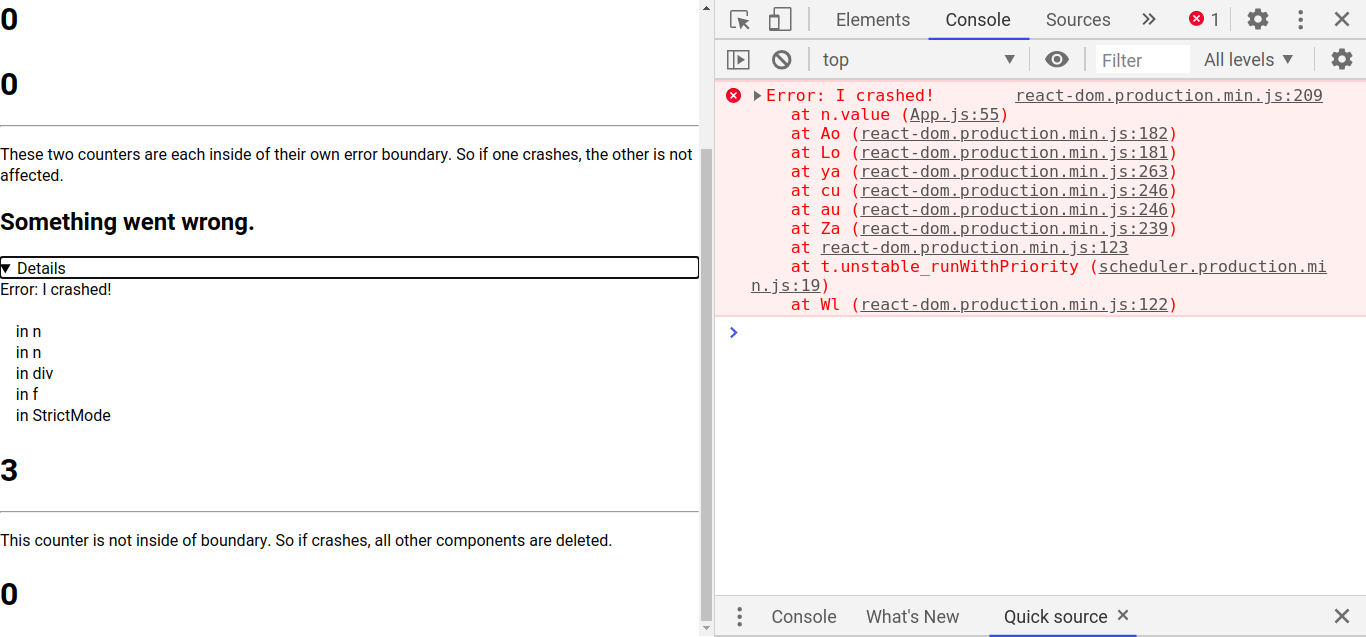 0
0
These two counters are each inside of their own error boundary. So if one crashes, the other is not
affected.
Something went wrong.
▼ Details
Error: I crashed!
in n
in n
in div
in f
in StrictMode
3
This counter is not inside of boundary. So if crashes, all other components are deleted.
0
Elements Console Sources » 1
top ▼ Filter All levels ▼
Error: I crashed! react-dom.production.min.js:209
at n.value (App.js:55)
at Ao (react-dom.production.min.js:182)
at Lo (react-dom.production.min.js:181)
at ya (react-dom.production.min.js:263)
at cu (react-dom.production.min.js:246)
at au (react-dom.production.min.js:246)
at Za (react-dom.production.min.js:239)
at react-dom.production.min.js:123
at t.unstable_runWithPriority (scheduler.production.mi
n.js:19)
at Wl (react-dom.production.min.js:122)
Console What's New Quick source